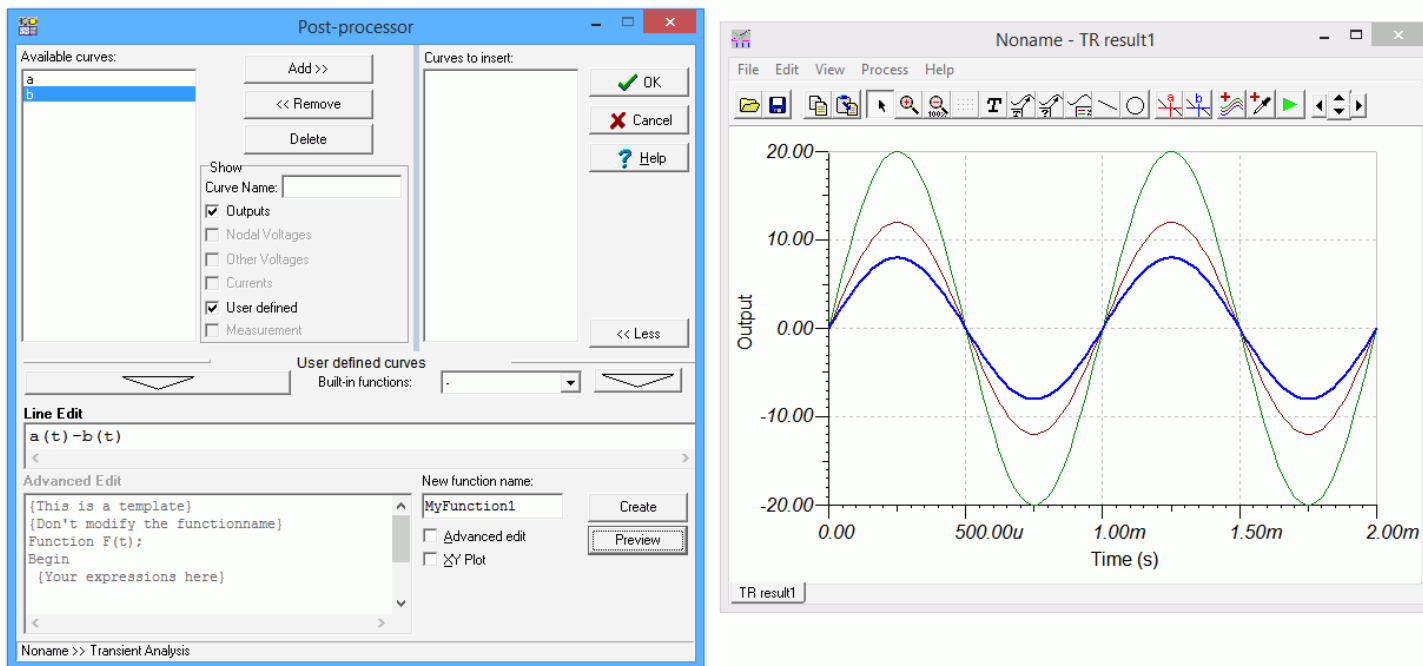 Post-processor
Available curves:
a
b
Add >>
<< Remove
Delete
Show
Curve Name:
Outputs
Nodal Voltages
Other Voltages
Currents
User defined
Measurement
Curves to insert:
OK
Cancel
Help
<< Less
User defined curves
Built-in functions:
-
Line Edit
a(t)-b(t)
Advanced Edit
{This is a template}
{Don't modify the functionname}
Function F(t);
Begin
{Your expressions here}
New function name:
MyFunction1
Advanced edit
XY Plot
Create
Preview
Noname >> Transient Analysis
Noname - TR result1
File Edit View Process Help
100%
T
a
b
20.00
10.00
0.00
-10.00
-20.00
Output
0.00 500.00u 1.00m 1.50m 2.00m
Time (s)
TR result1